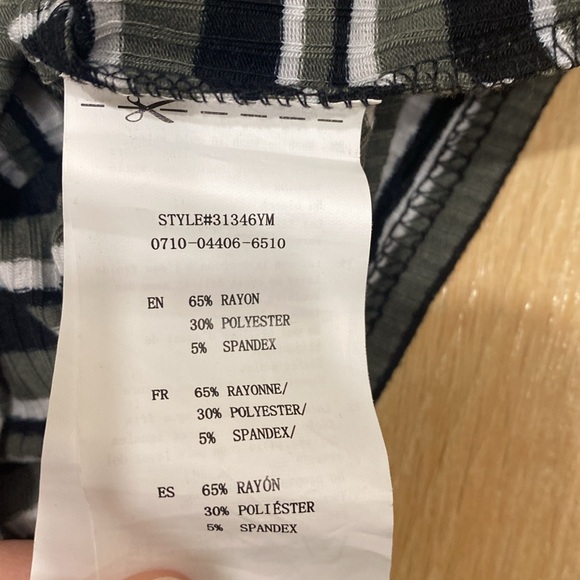 STYLE#31346YM
0710-04406-6510
EN 65% RAYON
30% POLYESTER
5% SPANDEX
FR 65% RAYONNE/
30% POLYESTER/
5% SPANDEX/
ES 65% RAYÓN
30% POLIÉSTER
5% SPANDEX